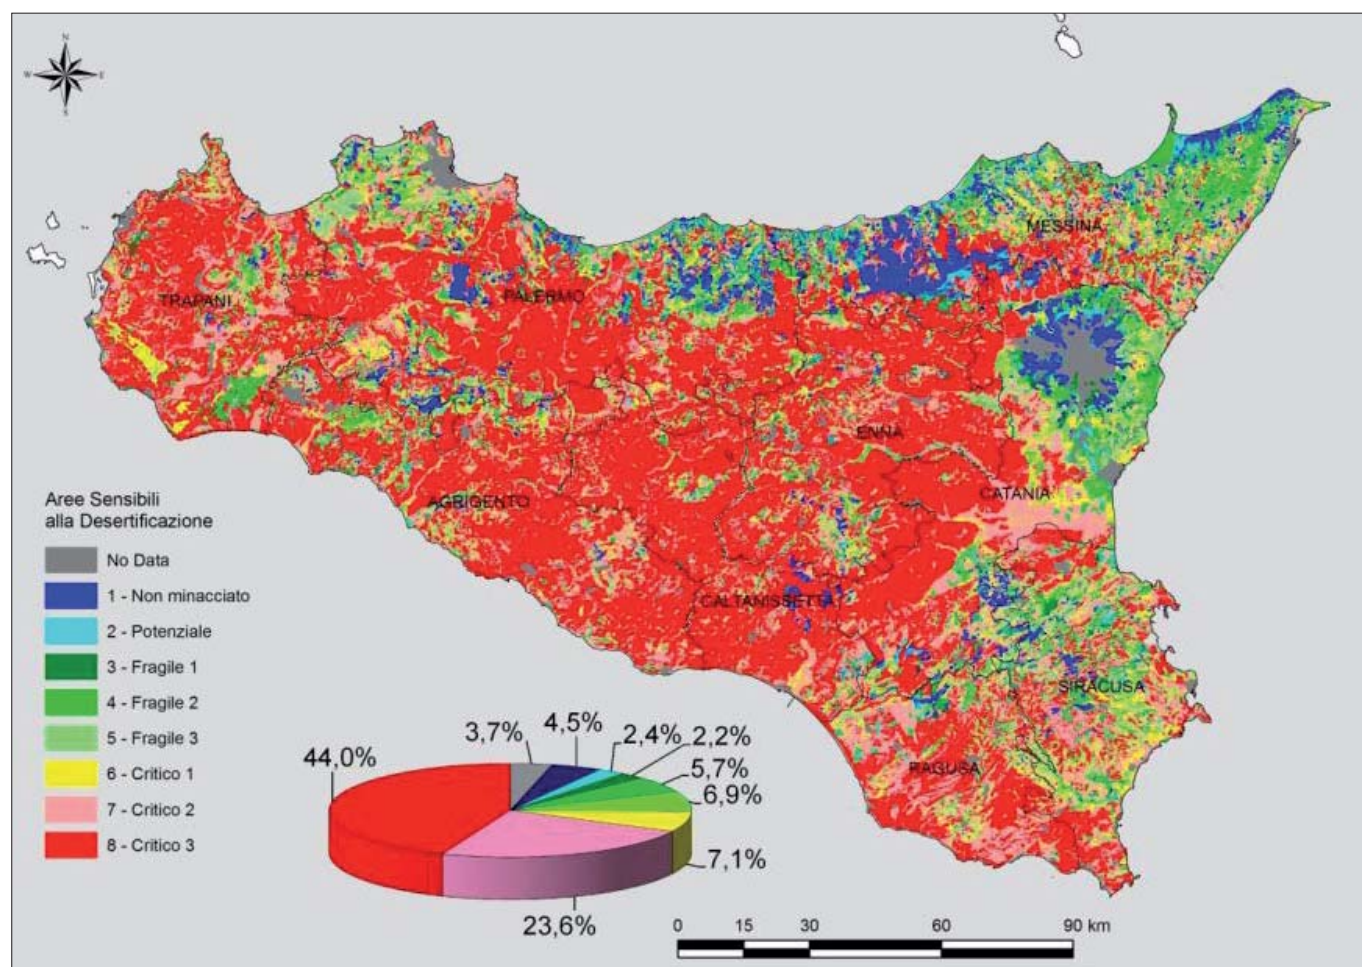 N
W E
S
MESSINA
TRAPANI
PALERMO
ENNA
CATANIA
AGRIGENTO
CALTANISSETTA
SIRACUSA
RAGUSA
Aree Sensibili
alla Desertificazione
No Data
1 - Non minacciato
2 - Potenziale
3 - Fragile 1
4 - Fragile 2
5 - Fragile 3
6 - Critico 1
7 - Critico 2
8 - Critico 3
44,0%
3,7%
4,5%
2,4%
2,2%
5,7%
6,9%
7,1%
23,6%
0 15 30 60 90 km